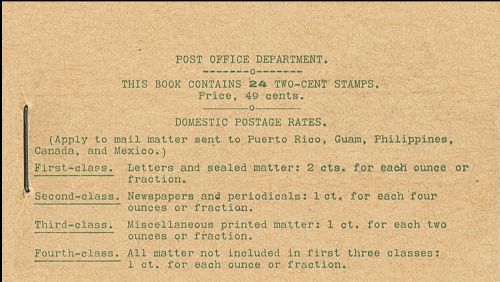 POST OFFICE DEPARTMENT.
-------o-------
THIS BOOK CONTAINS 24 TWO-CENT STAMPS.
Price, 49 cents.
-------o-------
DOMESTIC POSTAGE RATES.
(Apply to mail matter sent to Puerto Rico, Guam, Philippines,
Canada, and Mexico.)
First-class. Letters and sealed matter: 2 cts. for each ounce or
fraction.
Second-class. Newspapers and periodicals: 1 ct. for each four
ounces or fraction.
Third-class. Miscellaneous printed matter: 1 ct. for each two
ounces or fraction.
Fourth-class. All matter not included in first three classes:
1 ct. for each ounce or fraction.